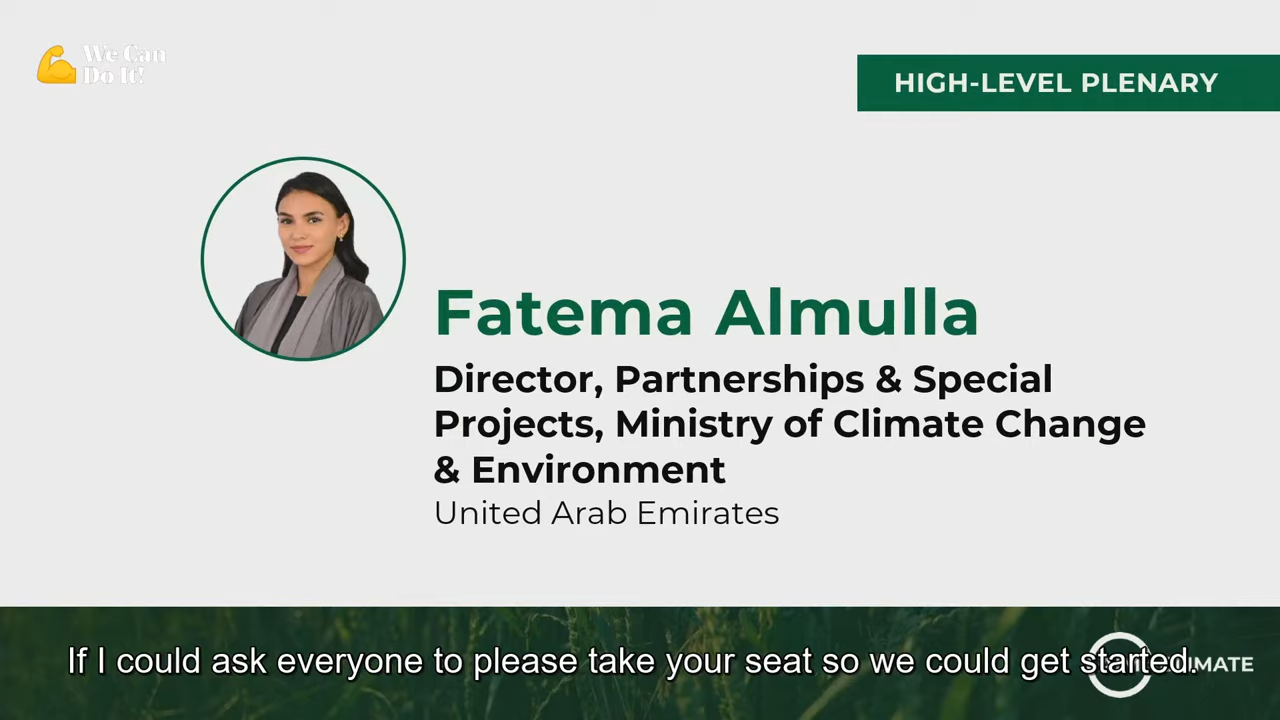 We Can
Do It!
HIGH-LEVEL PLENARY
Fatema Almulla
Director, Partnerships & Special
Projects, Ministry of Climate Change
& Environment
United Arab Emirates
If I could ask everyone to please take your seat so we could get started.